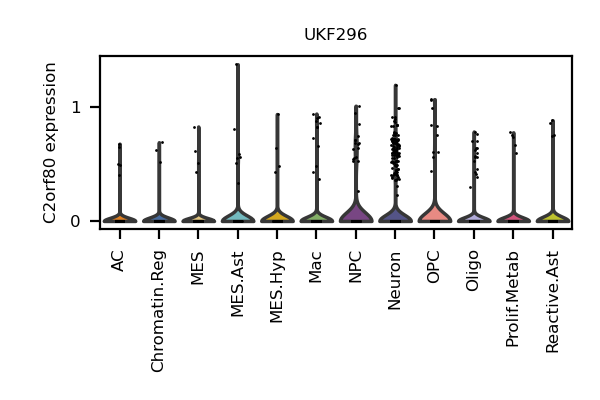 UKF296
C2orf80 expression
1
0
AC
Chromatin.Reg
MES
MES.Ast
MES.Hyp
Mac
NPC
Neuron
OPC
Oligo
Prolif.Metab
Reactive.Ast